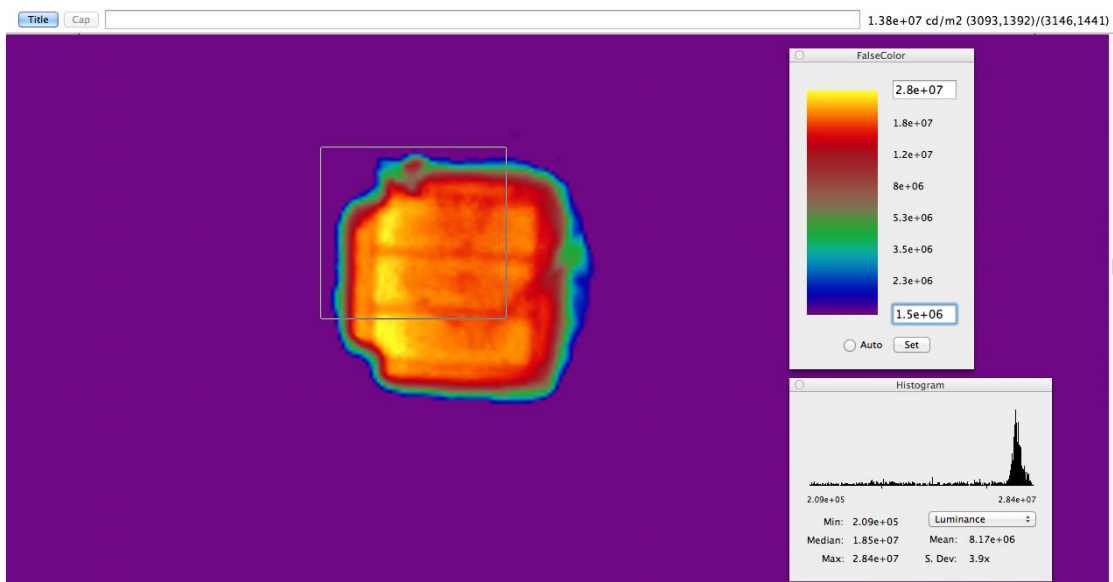 Title Cap 1.38e+07 cd/m2 (3093,1392)/(3146,1441)
FalseColor
2.8e+07
1.8e+07
1.2e+07
8e+06
5.3e+06
3.5e+06
2.3e+06
1.5e+06
Auto Set
Histogram
2.09e+05 2.84e+07
Min: 2.09e+05 Luminance
Median: 1.85e+07 Mean: 8.17e+06
Max: 2.84e+07 S. Dev: 3.9x